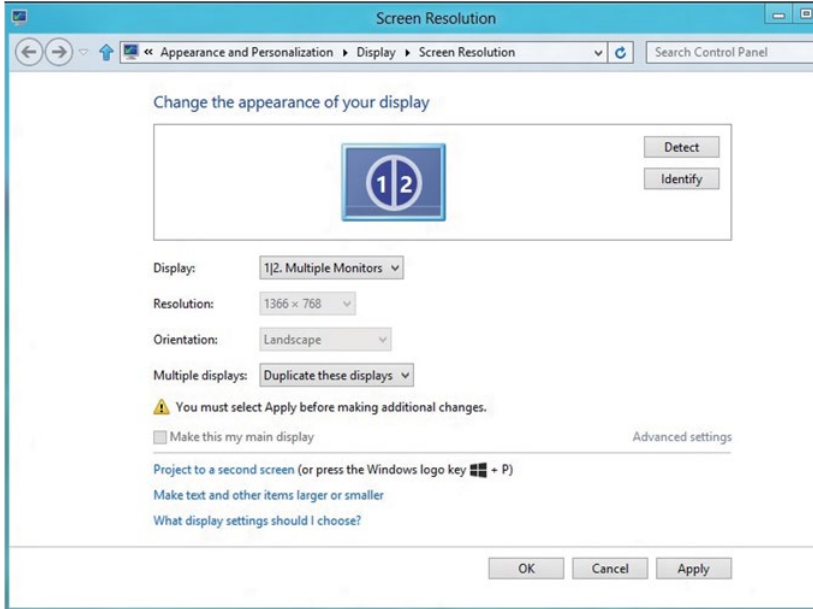 Screen Resolution
« Appearance and Personalization Display Screen Resolution Search Control Panel
Change the appearance of your display
1 2
Detect
Identify
Display: 1|2. Multiple Monitors
Resolution: 1366 × 768
Orientation: Landscape
Multiple displays: Duplicate these displays
You must select Apply before making additional changes.
Make this my main display Advanced settings
Project to a second screen (or press the Windows logo key + P)
Make text and other items larger or smaller
What display settings should I choose?
OK Cancel Apply